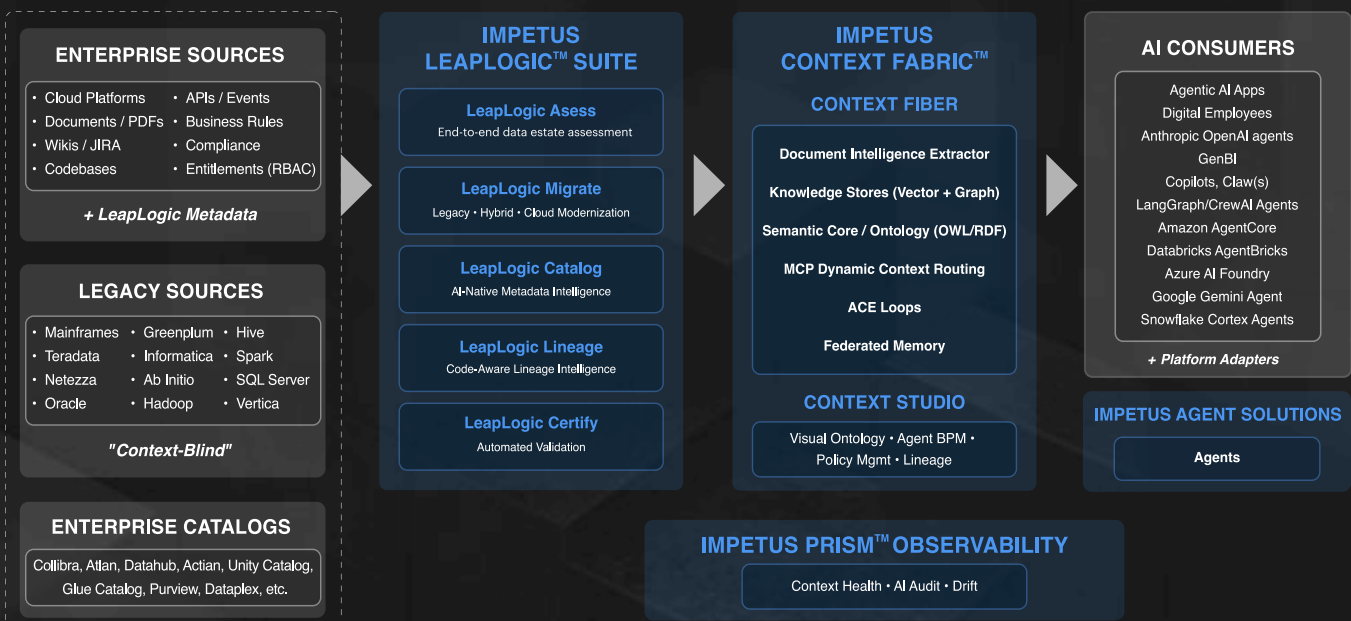 ENTERPRISE SOURCES
• Cloud Platforms
• Documents / PDFs
• Wikis / JIRA
• Codebases
• APIs / Events
• Business Rules
• Compliance
• Entitlements (RBAC)
+ LeapLogic Metadata
LEGACY SOURCES
• Mainframes
• Teradata
• Netezza
• Oracle
• Greenplum
• Informatica
• Ab Initio
• Hadoop
• Hive
• Spark
• SQL Server
• Vertica
"Context-Blind"
ENTERPRISE CATALOGS
Collibra, Atlan, Datahub, Actian, Unity Catalog,
Glue Catalog, Purview, Dataplex, etc.
IMPETUS
LEAPLOGIC™ SUITE
LeapLogic Asess
End-to-end data estate assessment
LeapLogic Migrate
Legacy • Hybrid • Cloud Modernization
LeapLogic Catalog
AI-Native Metadata Intelligence
LeapLogic Lineage
Code-Aware Lineage Intelligence
LeapLogic Certify
Automated Validation
IMPETUS
CONTEXT FABRIC™
CONTEXT FIBER
Document Intelligence Extractor
Knowledge Stores (Vector + Graph)
Semantic Core / Ontology (OWL/RDF)
MCP Dynamic Context Routing
ACE Loops
Federated Memory
CONTEXT STUDIO
Visual Ontology • Agent BPM •
Policy Mgmt • Lineage
AI CONSUMERS
Agentic AI Apps
Digital Employees
Anthropic OpenAI agents
GenBI
Copilots, Claw(s)
LangGraph/CrewAI Agents
Amazon AgentCore
Databricks AgentBricks
Azure AI Foundry
Google Gemini Agent
Snowflake Cortex Agents
+ Platform Adapters
IMPETUS AGENT SOLUTIONS
Agents
IMPETUS PRISM™ OBSERVABILITY
Context Health • AI Audit • Drift